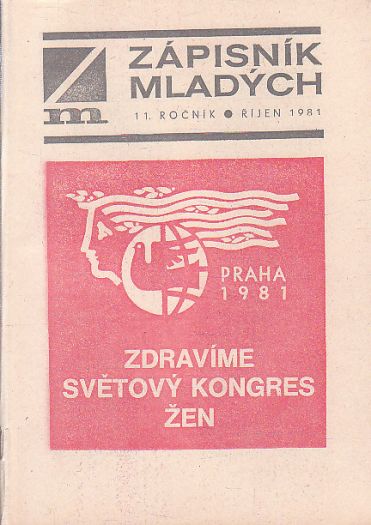 ZÁPISNÍK
MLADÝCH
m
11. ROČNÍK ● ŘÍJEN 1981
PRAHA
1981
ZDRAVÍME
SVĚTOVÝ KONGRES
ŽEN